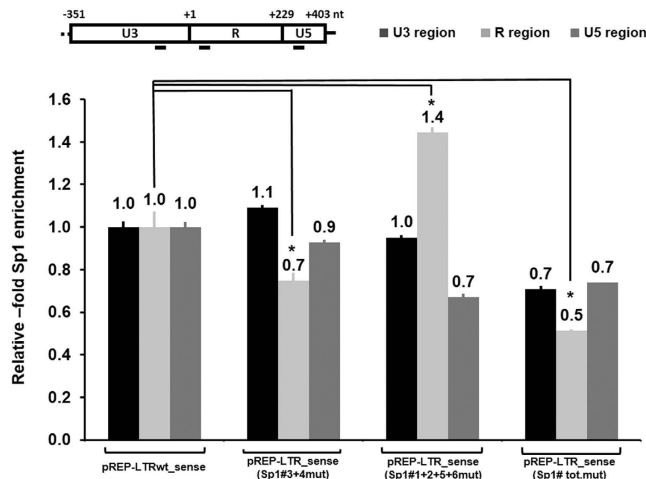 -351 +1 +229 +403 nt
U3 R U5
U3 region R region U5 region
Relative –fold Sp1 enrichment
1.6
1.4
1.2
1.0
0.8
0.6
0.4
0.2
0.0
1.0 1.0 1.0
1.1 * 0.7 0.9
1.0 * 1.4 0.7
0.7 * 0.5 0.7
pREP-LTRwt_sense
pREP-LTR_sense
(Sp1#3+4mut)
pREP-LTR_sense
(Sp1#1+2+5+6mut)
pREP-LTR_sense
(Sp1# tot.mut)